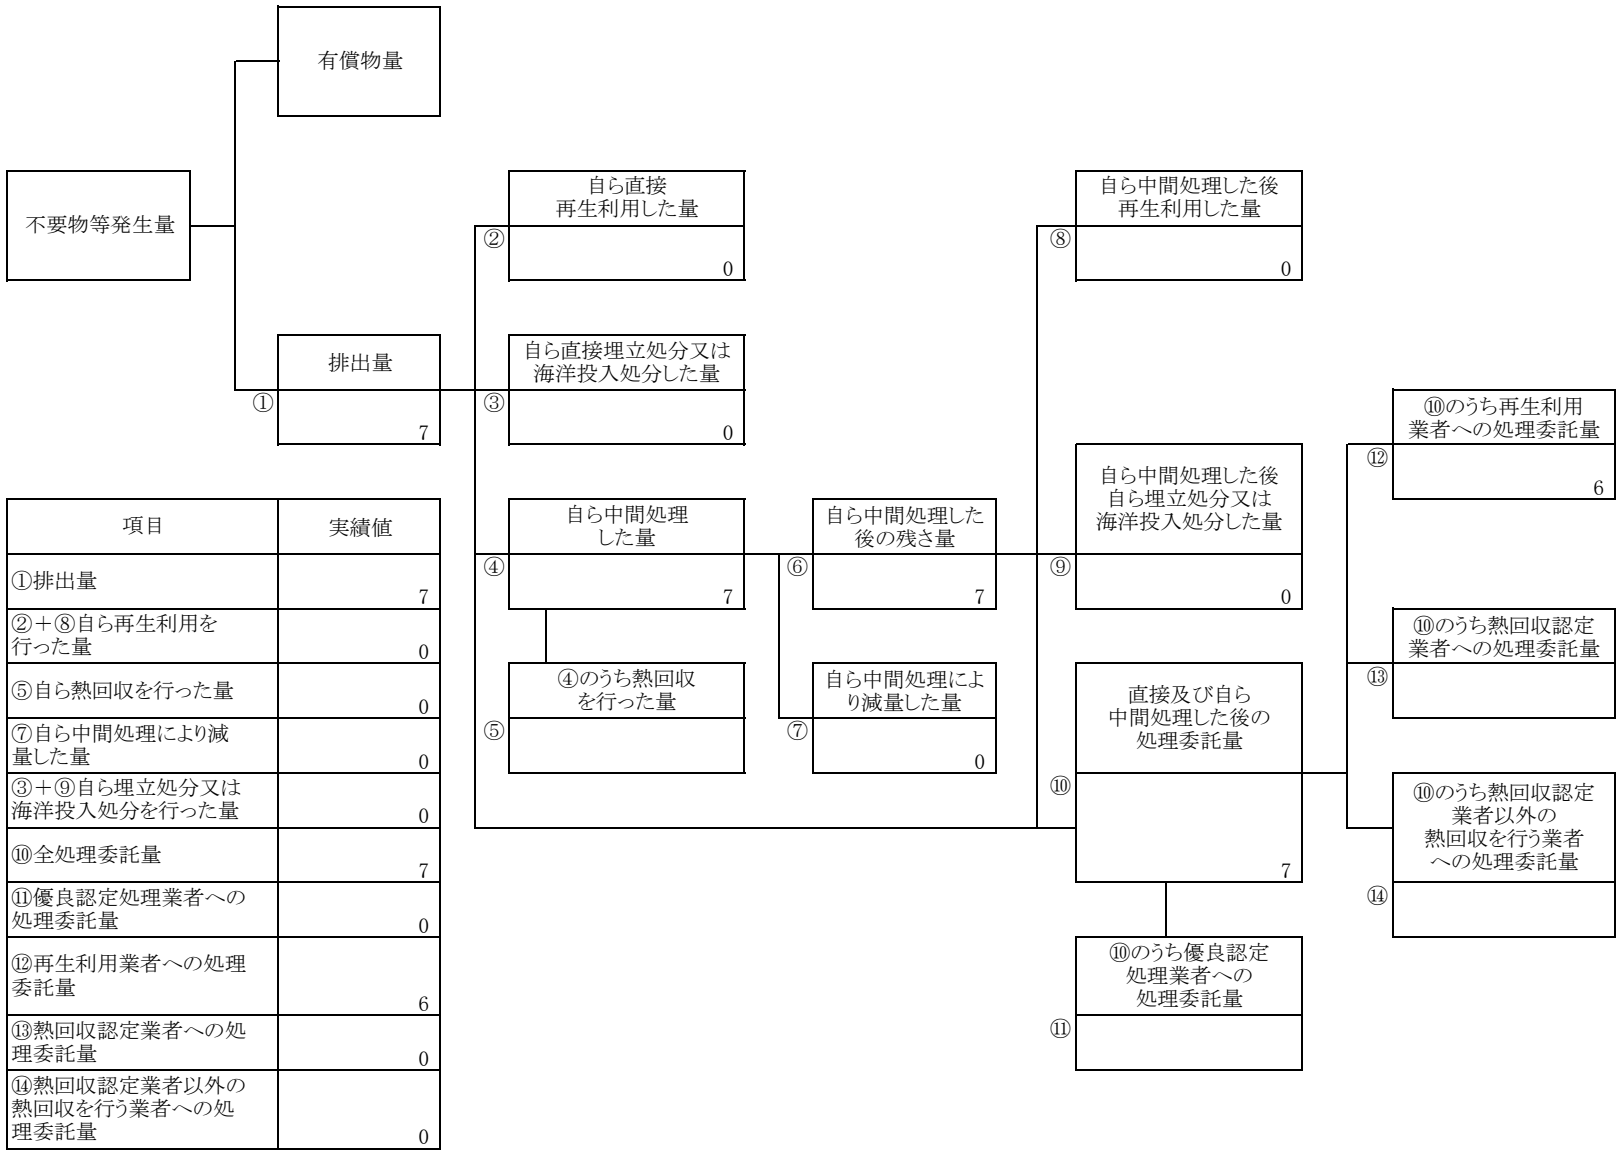 有償物量
不要物等発生量
自ら直接
再生利用した量
②
0
自ら中間処理した後
再生利用した量
⑧
0
排出量
①
7
自ら直接埋立処分又は
海洋投入処分した量
③
0
⑩のうち再生利用
業者への処理委託量
⑫
6
自ら中間処理
した量
④
7
自ら中間処理した
後の残さ量
⑥
7
自ら中間処理した後
自ら埋立処分又は
海洋投入処分した量
⑨
0
⑩のうち熱回収認定
業者への処理委託量
⑬
④のうち熱回収
を行った量
⑤
自ら中間処理によ
り減量した量
⑦
0
直接及び自ら
中間処理した後の
処理委託量
⑩
7
⑩のうち熱回収認定
業者以外の
熱回収を行う業者
への処理委託量
⑭
⑩のうち優良認定
処理業者への
処理委託量
⑪
項目 実績値
①排出量
7
②+⑧自ら再生利用を
行った量
0
⑤自ら熱回収を行った量
0
⑦自ら中間処理により減
量した量
0
③+⑨自ら埋立処分又は
海洋投入処分を行った量
0
⑩全処理委託量
7
⑪優良認定処理業者への
処理委託量
0
⑫再生利用業者への処理
委託量
6
⑬熱回収認定業者への処
理委託量
0
⑭熱回収認定業者以外の
熱回収を行う業者への処
理委託量
0